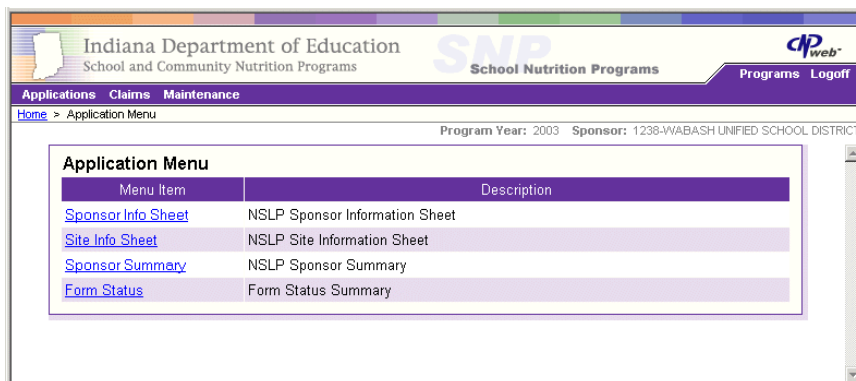 Indiana Department of Education
School and Community Nutrition Programs
SNP
School Nutrition Programs
CNPweb
Programs Logoff
Applications Claims Maintenance
Home > Application Menu
Program Year: 2003 Sponsor: 1238-WABASH UNIFIED SCHOOL DISTRICT
Application Menu
Menu Item Description
Sponsor Info Sheet NSLP Sponsor Information Sheet
Site Info Sheet NSLP Site Information Sheet
Sponsor Summary NSLP Sponsor Summary
Form Status Form Status Summary